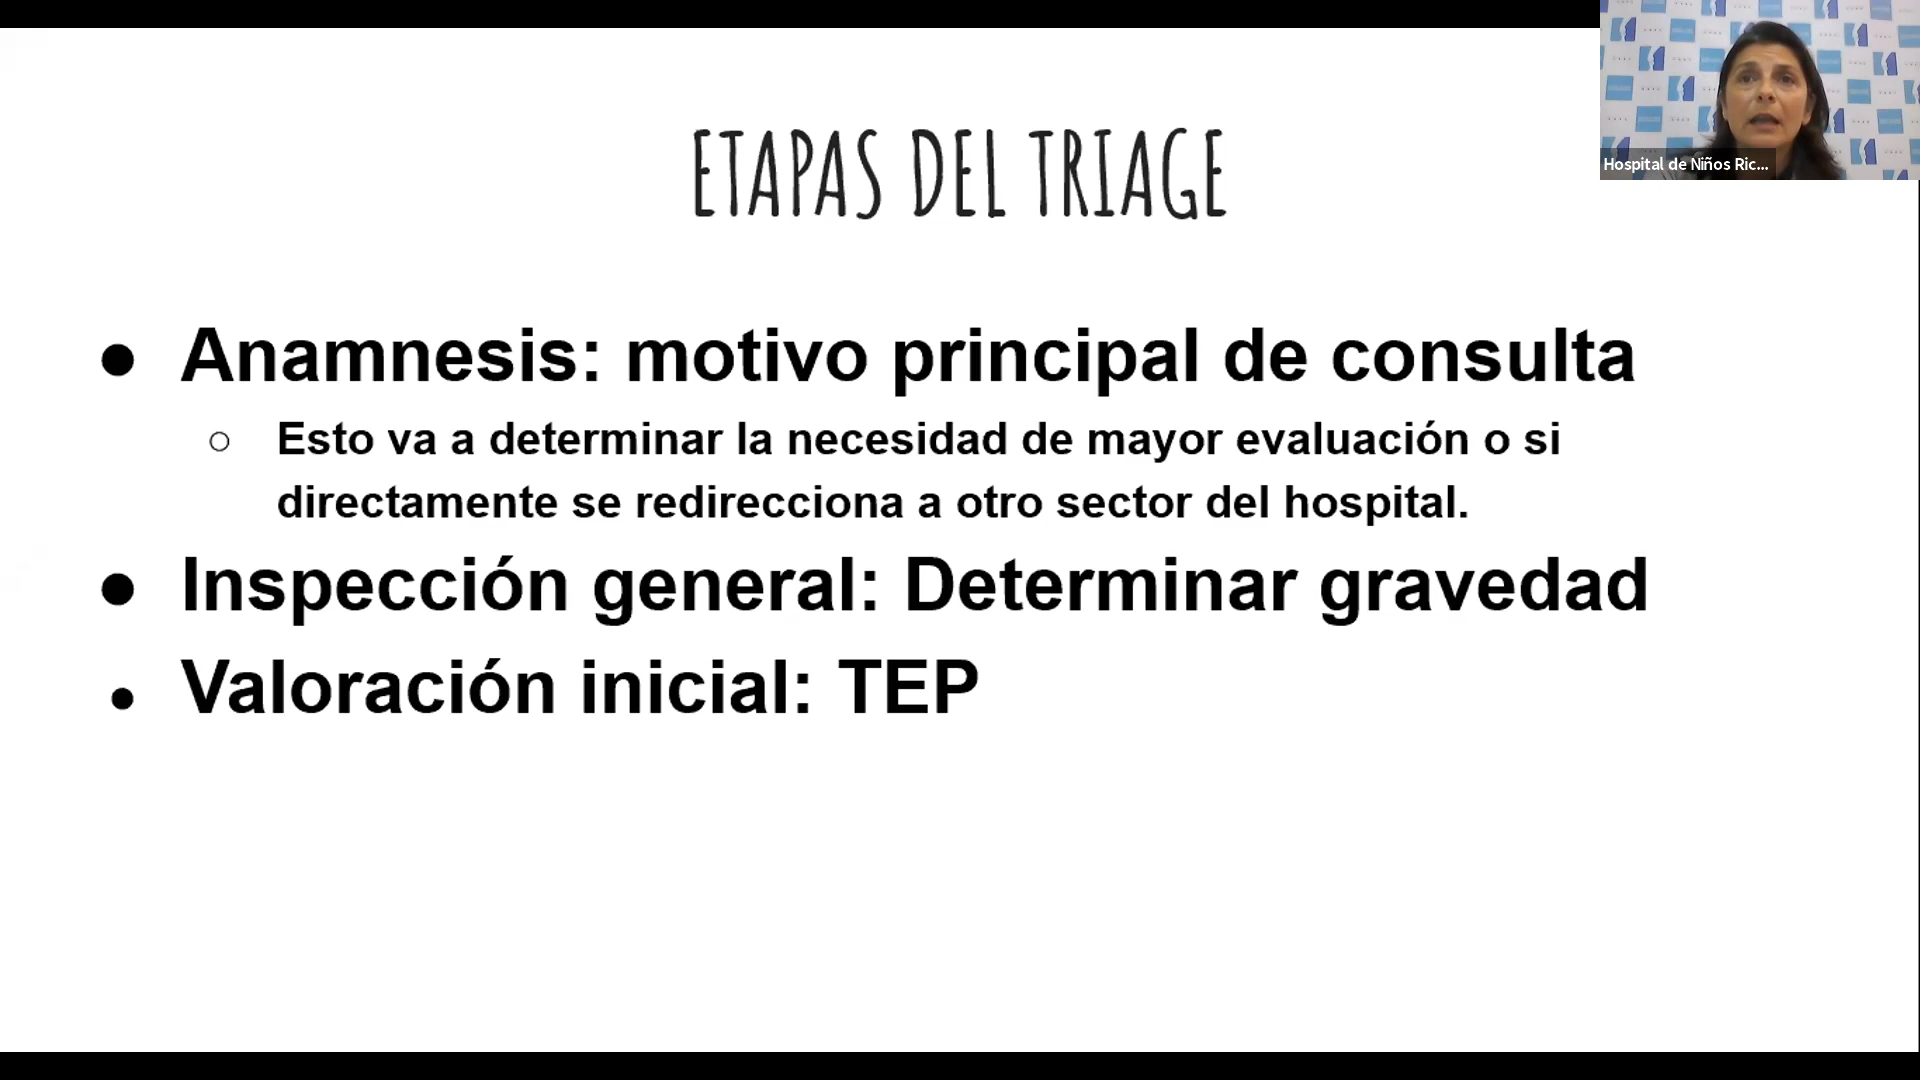 ETAPAS DEL TRIAGE
Hospital de Niños Ric...
● Anamnesis: motivo principal de consulta
○ Esto va a determinar la necesidad de mayor evaluación o si
directamente se redirecciona a otro sector del hospital.
● Inspección general: Determinar gravedad
● Valoración inicial: TEP